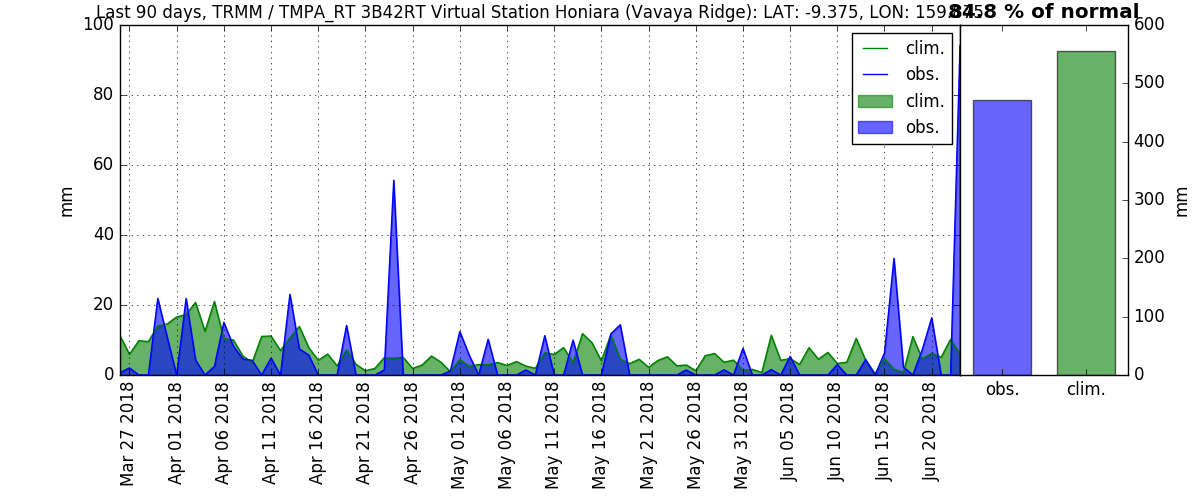 Last 90 days, TRMM / TMPA_RT 3B42RT Virtual Station Honiara (Vavaya Ridge): LAT: -9.375, LON:
84.8 % of normal
100
80
60
40
20
0
mm
clim.
obs.
clim.
obs.
600
500
400
300
200
100
0
mm
Mar 27 2018
Apr 01 2018
Apr 06 2018
Apr 11 2018
Apr 16 2018
Apr 21 2018
Apr 26 2018
May 01 2018
May 06 2018
May 11 2018
May 16 2018
May 21 2018
May 26 2018
May 31 2018
Jun 05 2018
Jun 10 2018
Jun 15 2018
Jun 20 2018
obs.
clim.